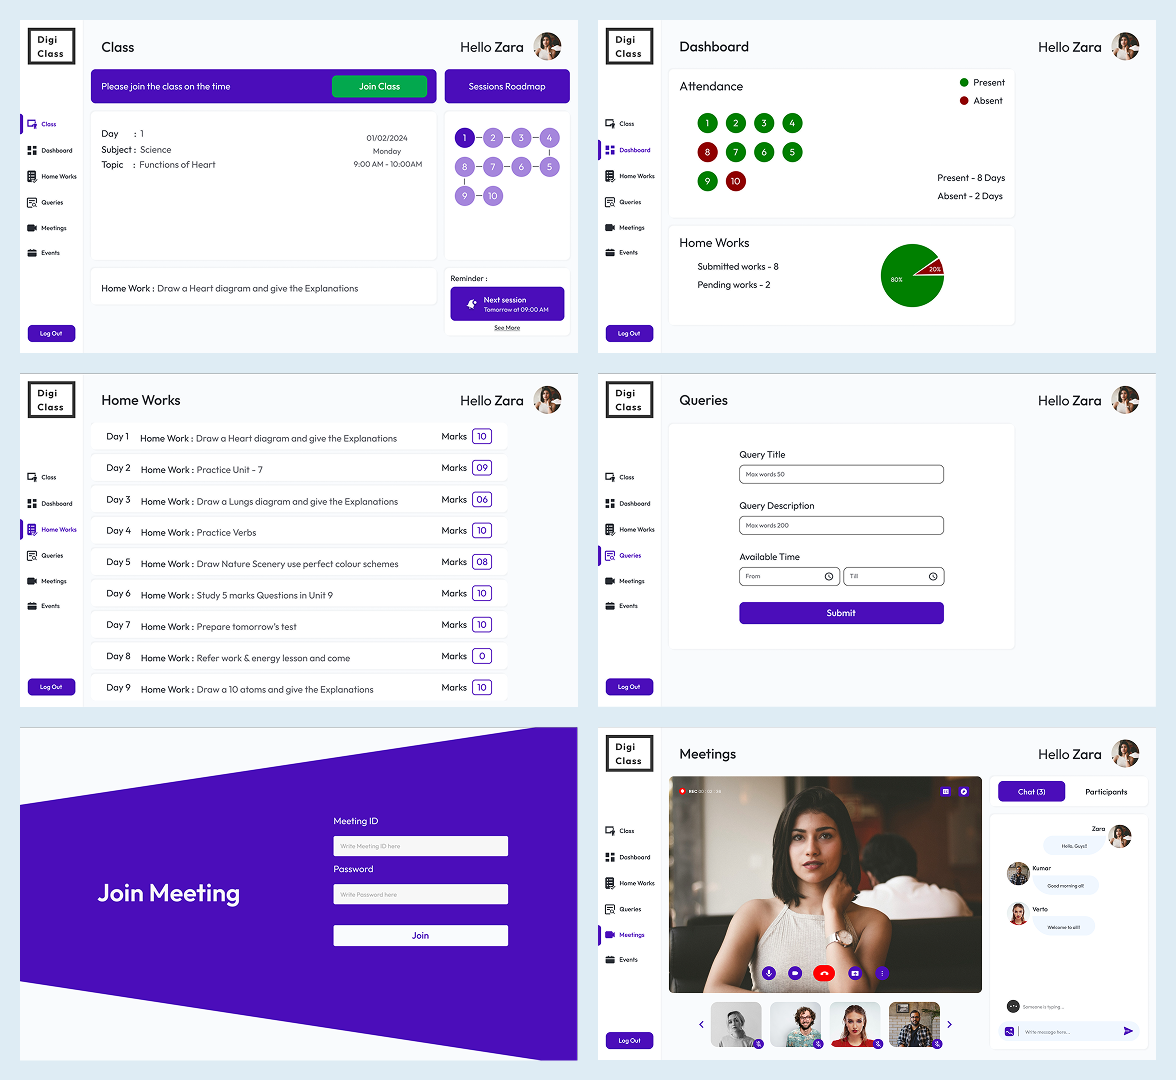 Digi
Class
Class
Hello Zara
Please join the class on the time
Join Class
Sessions Roadmap
Class
Dashboard
Home Works
Queries
Meetings
Events
Log Out
Day : 1
Subject : Science
Topic : Functions of Heart
01/02/2024
Monday
9:00 AM - 10:00AM
1 2 3 4
8 7 6 5
9 10
Home Work : Draw a Heart diagram and give the Explanations
Reminder :
Next session
Tomorrow at 09:00 AM
See More
Digi
Class
Dashboard
Hello Zara
Class
Dashboard
Home Works
Queries
Meetings
Events
Log Out
Attendance
Present
Absent
1 2 3 4
8 7 6 5
9 10
Present - 8 Days
Absent - 2 Days
Home Works
Submitted works - 8
Pending works - 2
80%
20%
Digi
Class
Home Works
Hello Zara
Class
Dashboard
Home Works
Queries
Meetings
Events
Log Out
Day 1 Home Work : Draw a Heart diagram and give the Explanations Marks 10
Day 2 Home Work : Practice Unit - 7 Marks 09
Day 3 Home Work : Draw a Lungs diagram and give the Explanations Marks 06
Day 4 Home Work : Practice Verbs Marks 10
Day 5 Home Work : Draw Nature Scenery use perfect colour schemes Marks 08
Day 6 Home Work : Study 5 marks Questions in Unit 9 Marks 10
Day 7 Home Work : Prepare tomorrow's test Marks 10
Day 8 Home Work : Refer work & energy lesson and come Marks 0
Day 9 Home Work : Draw a 10 atoms and give the Explanations Marks 10
Digi
Class
Queries
Hello Zara
Class
Dashboard
Home Works
Queries
Meetings
Events
Log Out
Query Title
Max words 50
Query Description
Max words 200
Available Time
From
Till
Submit
Join Meeting
Meeting ID
Write Meeting ID here
Password
Write Password here
Join
Digi
Class
Meetings
Hello Zara
Class
Dashboard
Home Works
Queries
Meetings
Events
Log Out
REC
Chat (3)
Participants
Zara
Hello, Guys!!
Kumar
Good morning all!
Verto
Welcome to all!!
Someone is typing...
Write message here...